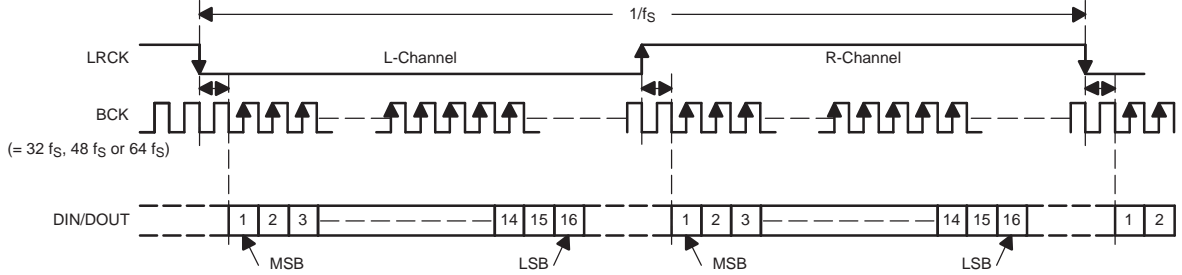 1/fS
LRCK
L-Channel
R-Channel
BCK
(= 32 fS, 48 fS or 64 fS)
DIN/DOUT
1 2 3 14 15 16 1 2 3 14 15 16 1 2
MSB LSB MSB LSB